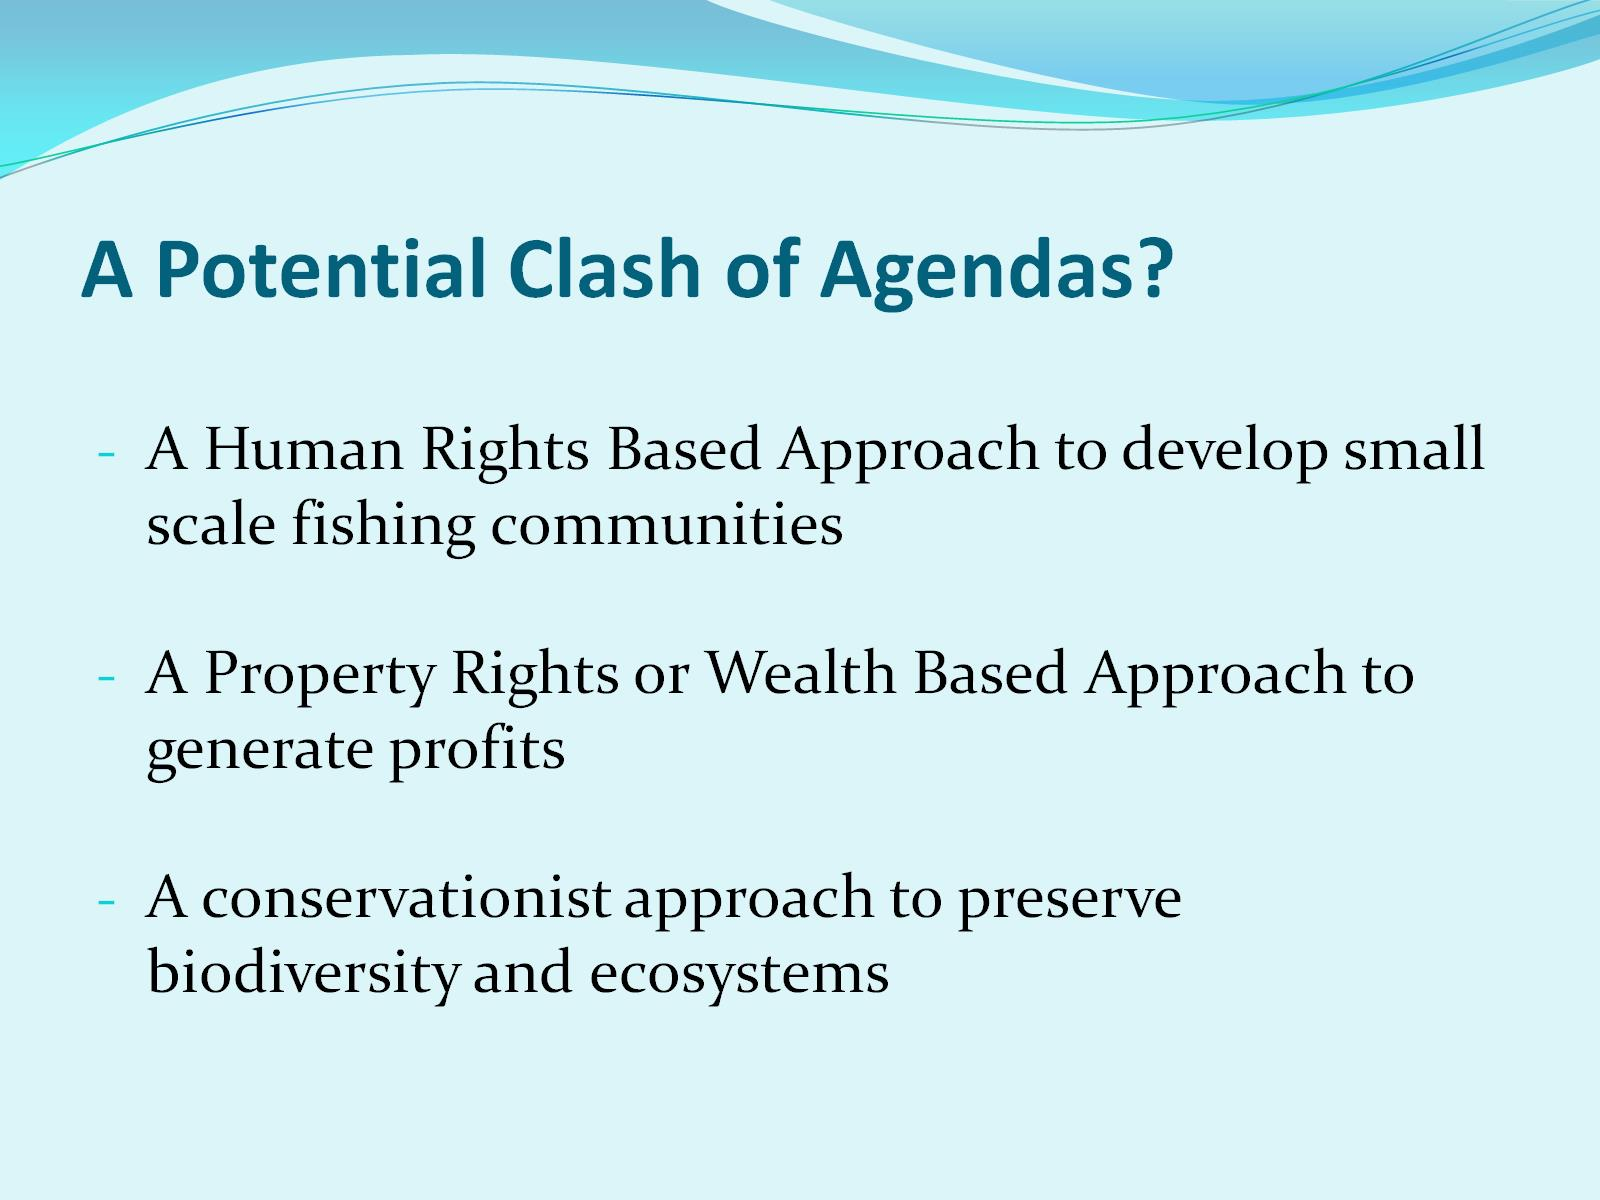 A Potential Clash of Agendas?
- A Human Rights Based Approach to develop small
scale fishing communities
- A Property Rights or Wealth Based Approach to
generate profits
- A conservationist approach to preserve
biodiversity and ecosystems